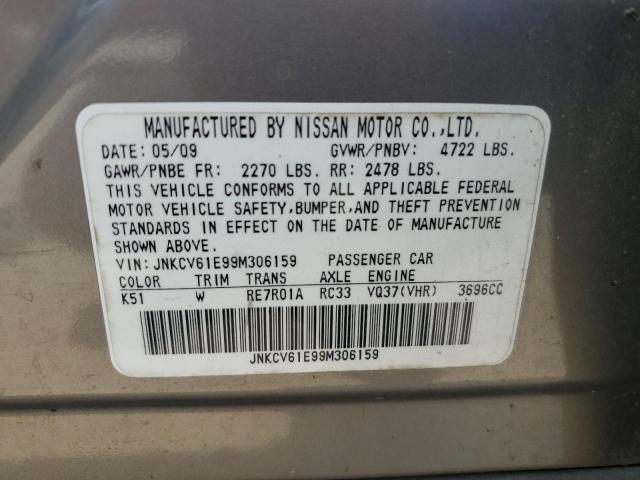 MANUFACTURED BY NISSAN MOTOR CO.,LTD.
DATE: 05/09 GVWR/PNBV: 4722 LBS.
GAWR/PNBE FR: 2270 LBS. RR: 2478 LBS.
THIS VEHICLE CONFORMS TO ALL APPLICABLE FEDERAL
MOTOR VEHICLE SAFETY,BUMPER,AND THEFT PREVENTION
STANDARDS IN EFFECT ON THE DATE OF MANUFACTURE
SHOWN ABOVE.
VIN: JNKCV61E99M306159 PASSENGER CAR
COLOR TRIM TRANS AXLE ENGINE
K51 W RE7R01A RC33 VQ37(VHR) 3696CC
JNKCV61E99M306159